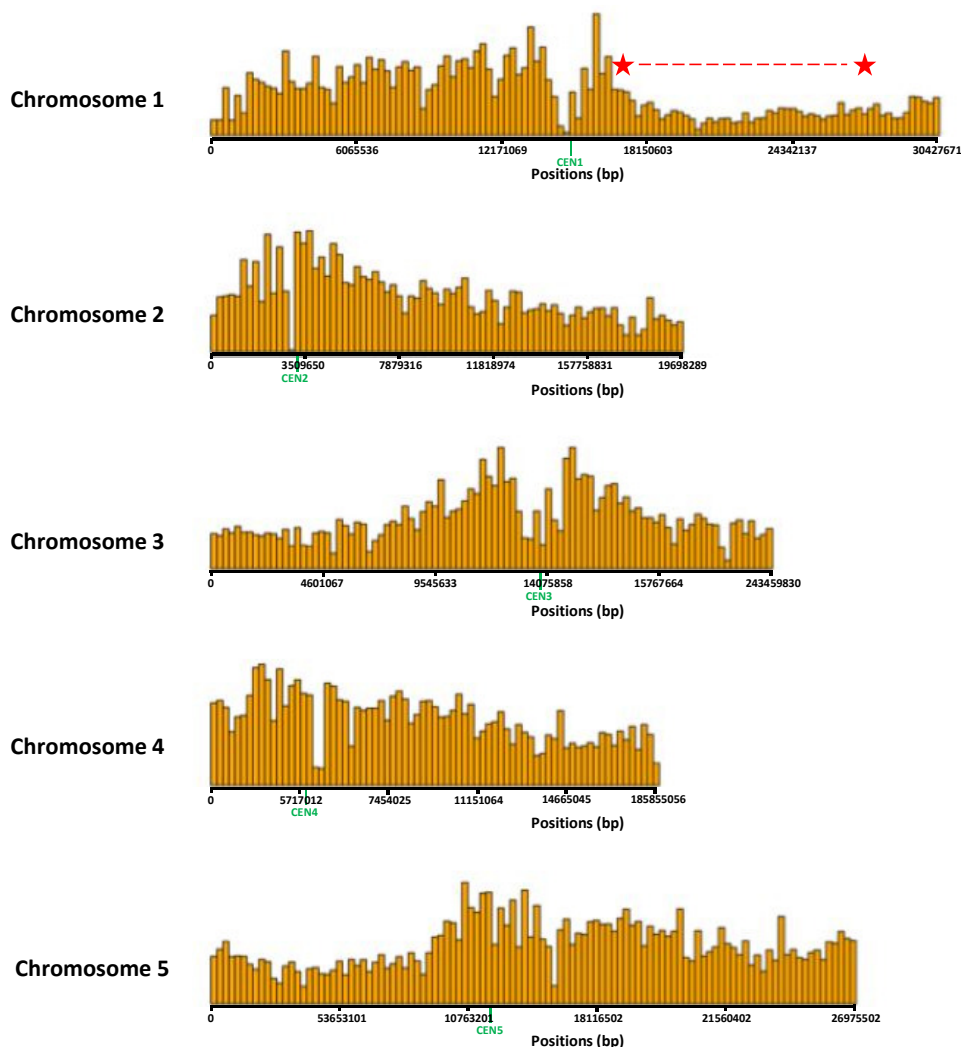 Chromosome 1
0 6065536 12171069 18150603 24342137 30427671
CEN1
Positions (bp)
Chromosome 2
0 3509650 7879316 11818974 157758831 19698289
CEN2
Positions (bp)
Chromosome 3
0 4601067 9545633 14075858 15767664 243459830
CEN3
Positions (bp)
Chromosome 4
0 5717012 7454025 11151064 14665045 185855056
CEN4
Positions (bp)
Chromosome 5
0 53653101 10763201 18116502 21560402 26975502
CEN5
Positions (bp)